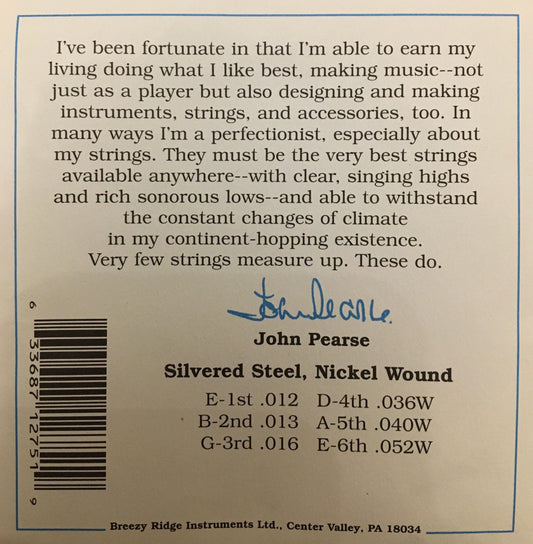 I've been fortunate in that I'm able to earn my
living doing what I like best, making music--not
just as a player but also designing and making
instruments, strings, and accessories, too. In
many ways I'm a perfectionist, especially about
my strings. They must be the very best strings
available anywhere--with clear, singing highs
and rich sonorous lows--and able to withstand
the constant changes of climate
in my continent-hopping existence.
Very few strings measure up. These do.
John Pearse.
John Pearse
Silvered Steel, Nickel Wound
E-1st .012 D-4th .036W
B-2nd .013 A-5th .040W
G-3rd .016 E-6th .052W
6 33687 12751 9
Breezy Ridge Instruments Ltd., Center Valley, PA 18034